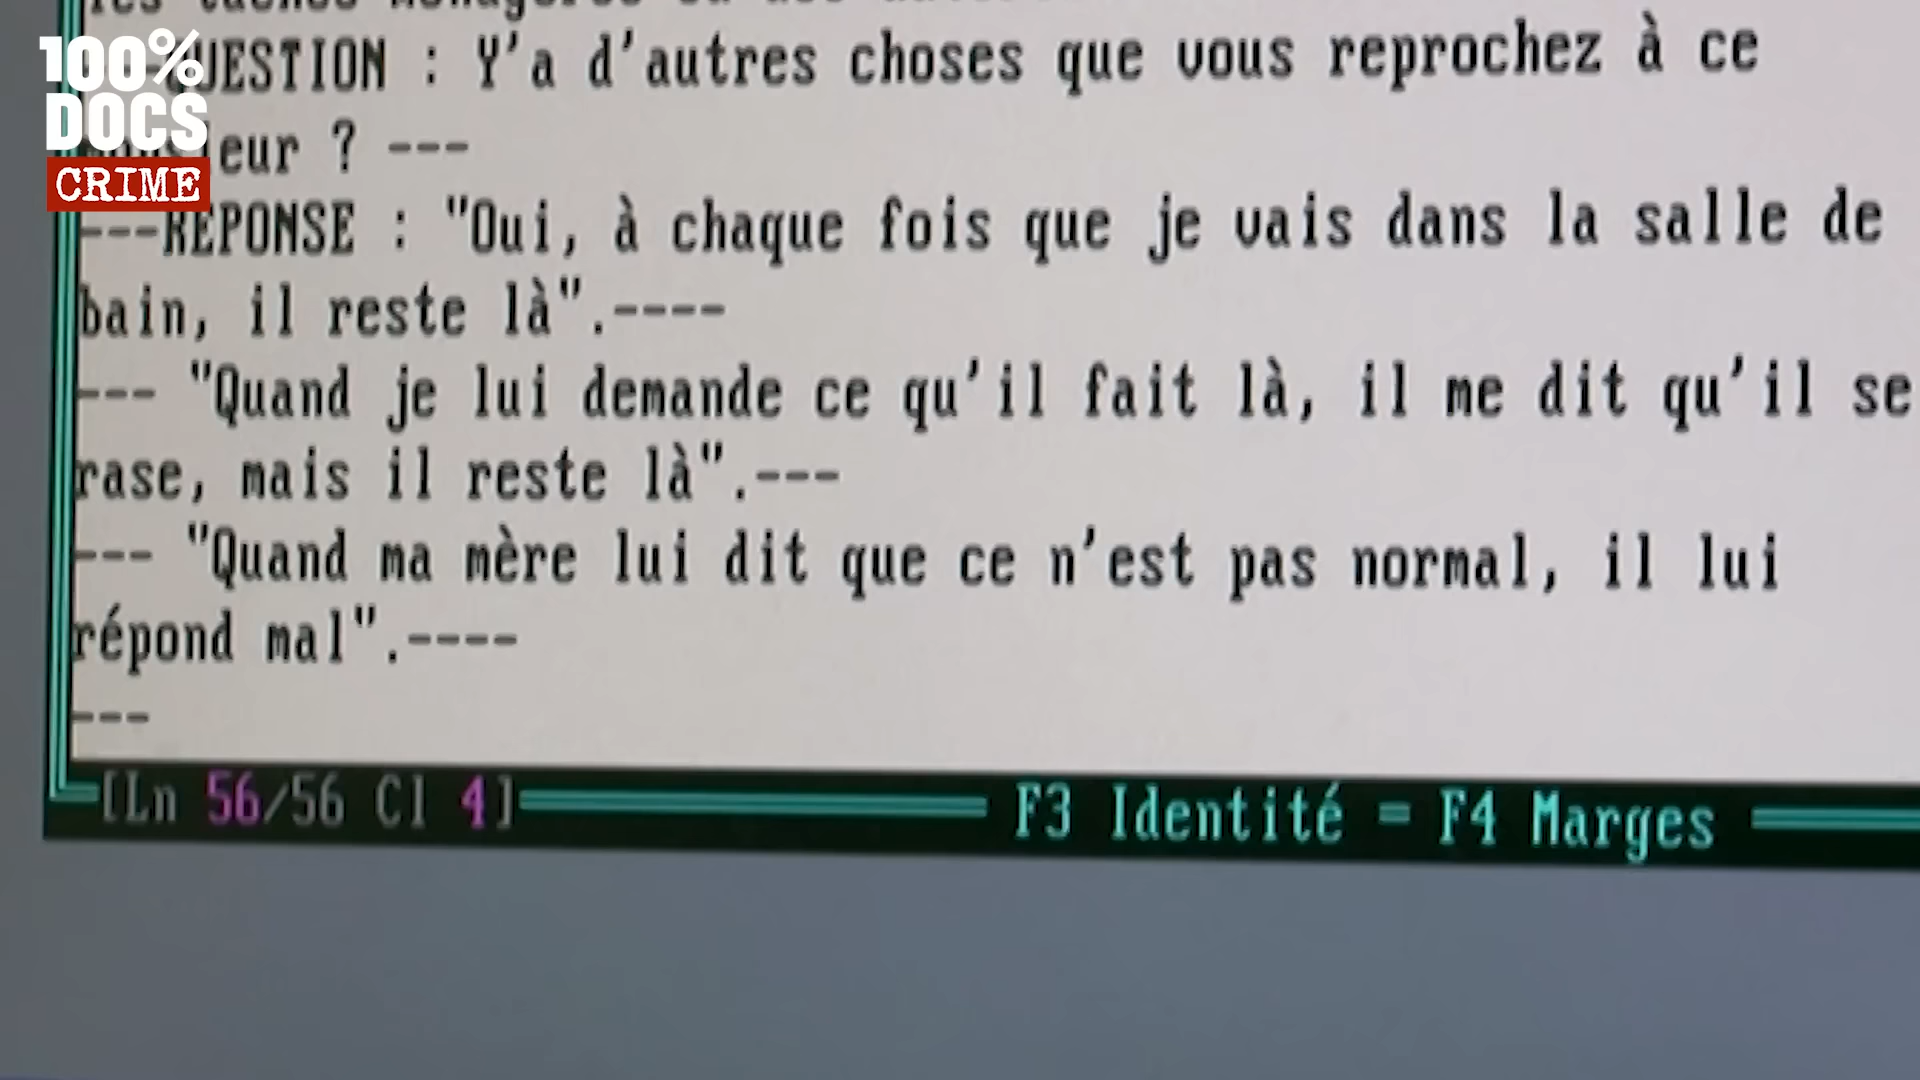 100%
DOCS
CRIME
QUESTION : Y'a d'autres choses que vous reprochez à ce
eur ? ---
---REPONSE : "Oui, à chaque fois que je vais dans la salle de
bain, il reste là".----
--- "Quand je lui demande ce qu'il fait là, il me dit qu'il se
rase, mais il reste là".---
--- "Quand ma mère lui dit que ce n'est pas normal, il lui
répond mal".----
---
[Ln 56/56 Cl 4] F3 Identité = F4 Marges